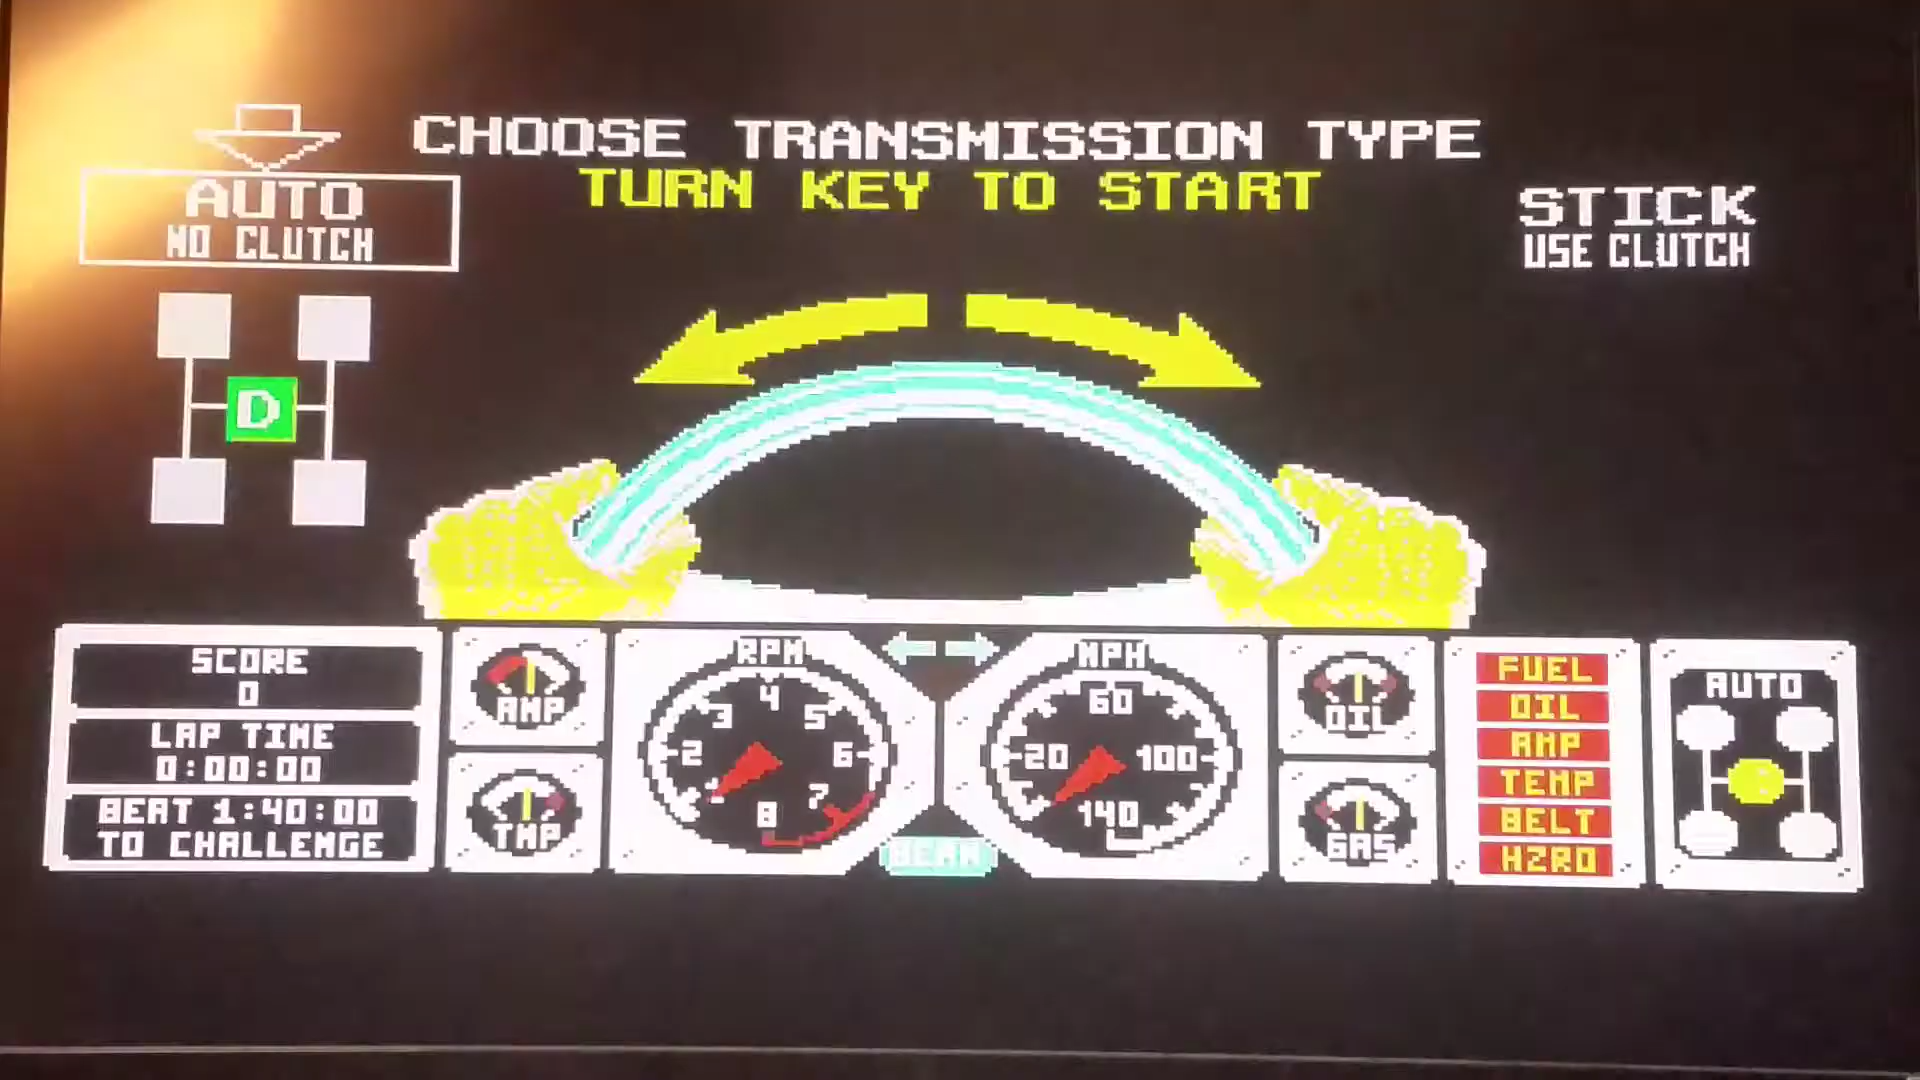 CHOOSE TRANSMISSION TYPE
TURN KEY TO START
AUTO
NO CLUTCH
STICK
USE CLUTCH
D
SCORE
0
LAP TIME
0:00:00
BEAT 1:40:00
TO CHALLENGE
AMP
TMP
RPM
1 2 3 4 5 6 7 8
BEAM
MPH
20 60 100 140
OIL
GAS
FUEL
OIL
AMP
TEMP
BELT
H2RO
AUTO